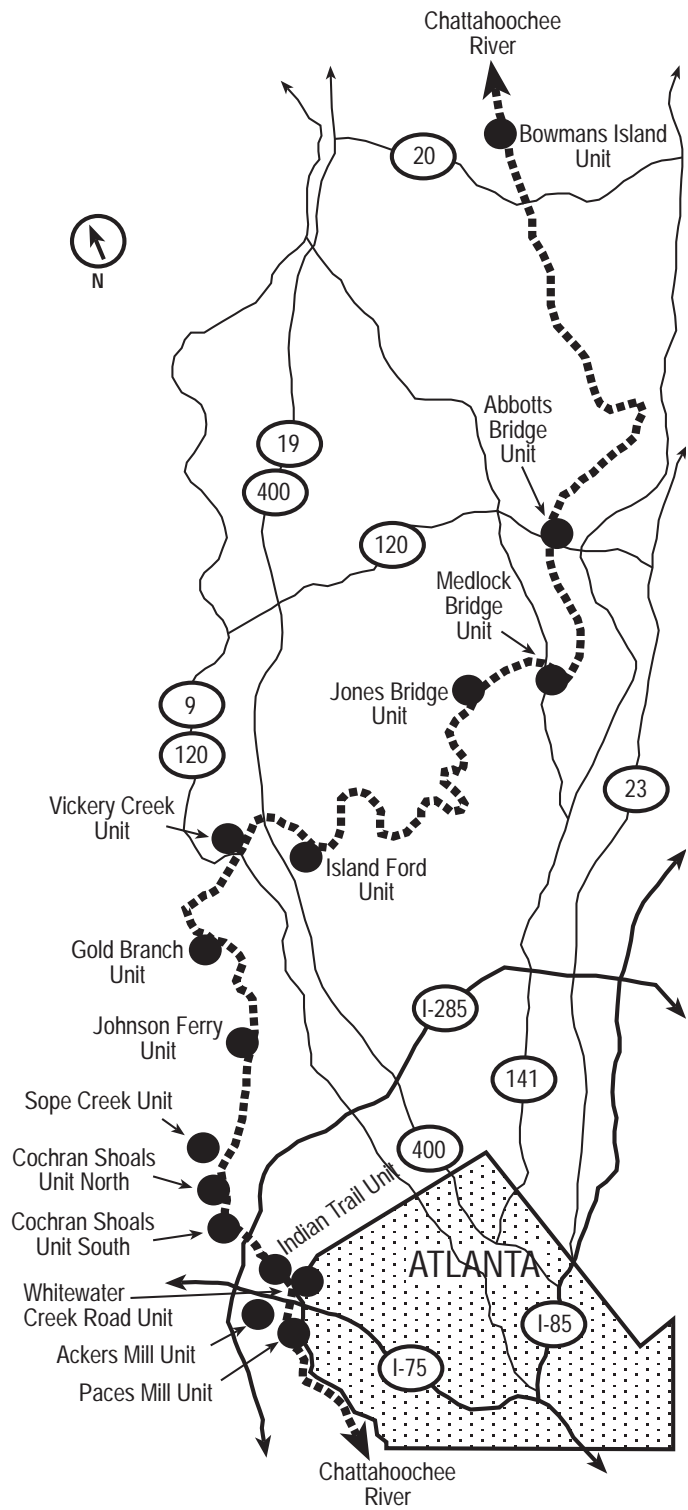 Chattahoochee
River
Bowmans Island
Unit
20
N
Abbotts
Bridge
Unit
19
400
120
Medlock
Bridge
Unit
Jones Bridge
Unit
9
120
23
Vickery Creek
Unit
Island Ford
Unit
Gold Branch
Unit
I-285
Johnson Ferry
Unit
141
Sope Creek Unit
400
Cochran Shoals
Unit North
Cochran Shoals
Unit South
Indian Trail Unit
ATLANTA
Whitewater
Creek Road Unit
I-85
Ackers Mill Unit
I-75
Paces Mill Unit
Chattahoochee
River